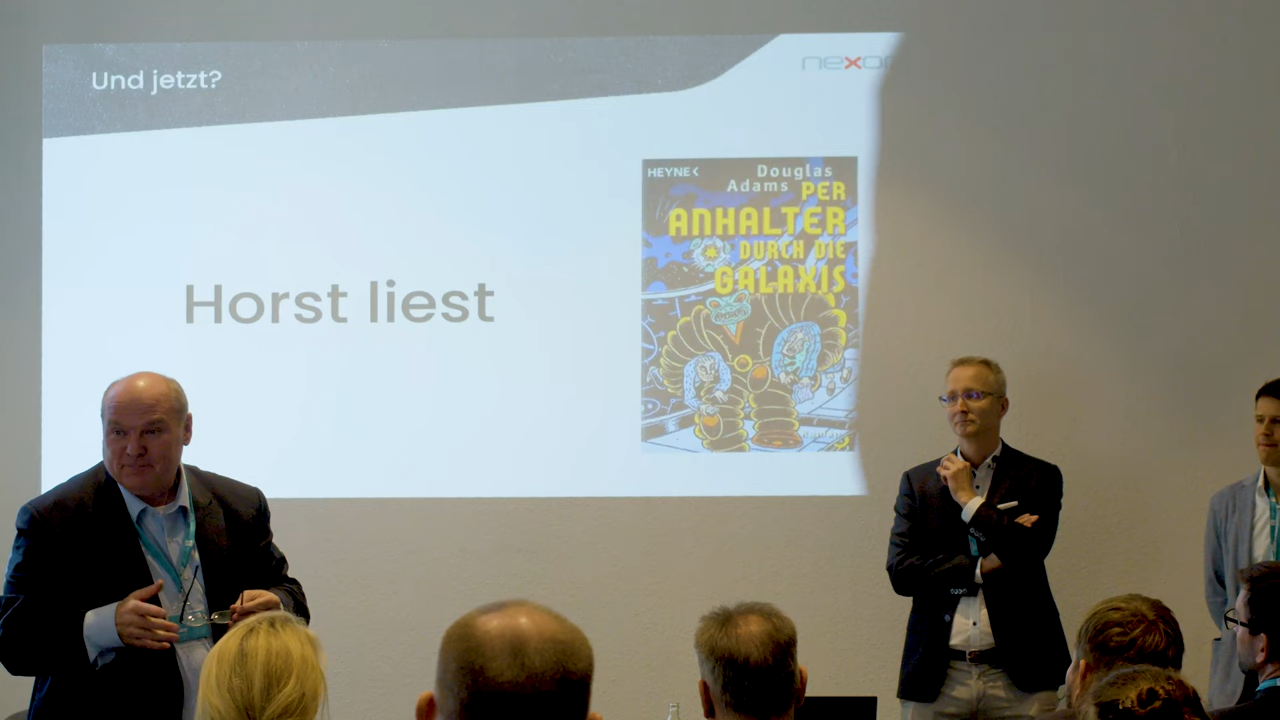 Und jetzt?
Horst liest
HEYNE<
Douglas
Adams
PER
ANHALTER
DURCH DIE
GALAXIS